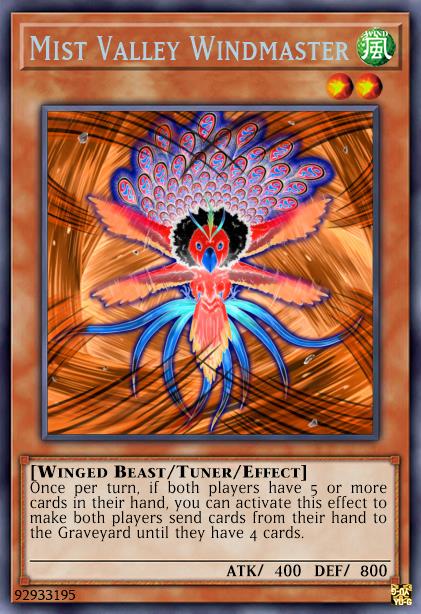 MIST VALLEY WINDMASTER
WIND
風
[WINGED BEAST/TUNER/EFFECT]
Once per turn, if both players have 5 or more
cards in their hand, you can activate this effect to
make both players send cards from their hand to
the Graveyard until they have 4 cards.
ATK/ 400 DEF/ 800
92933195